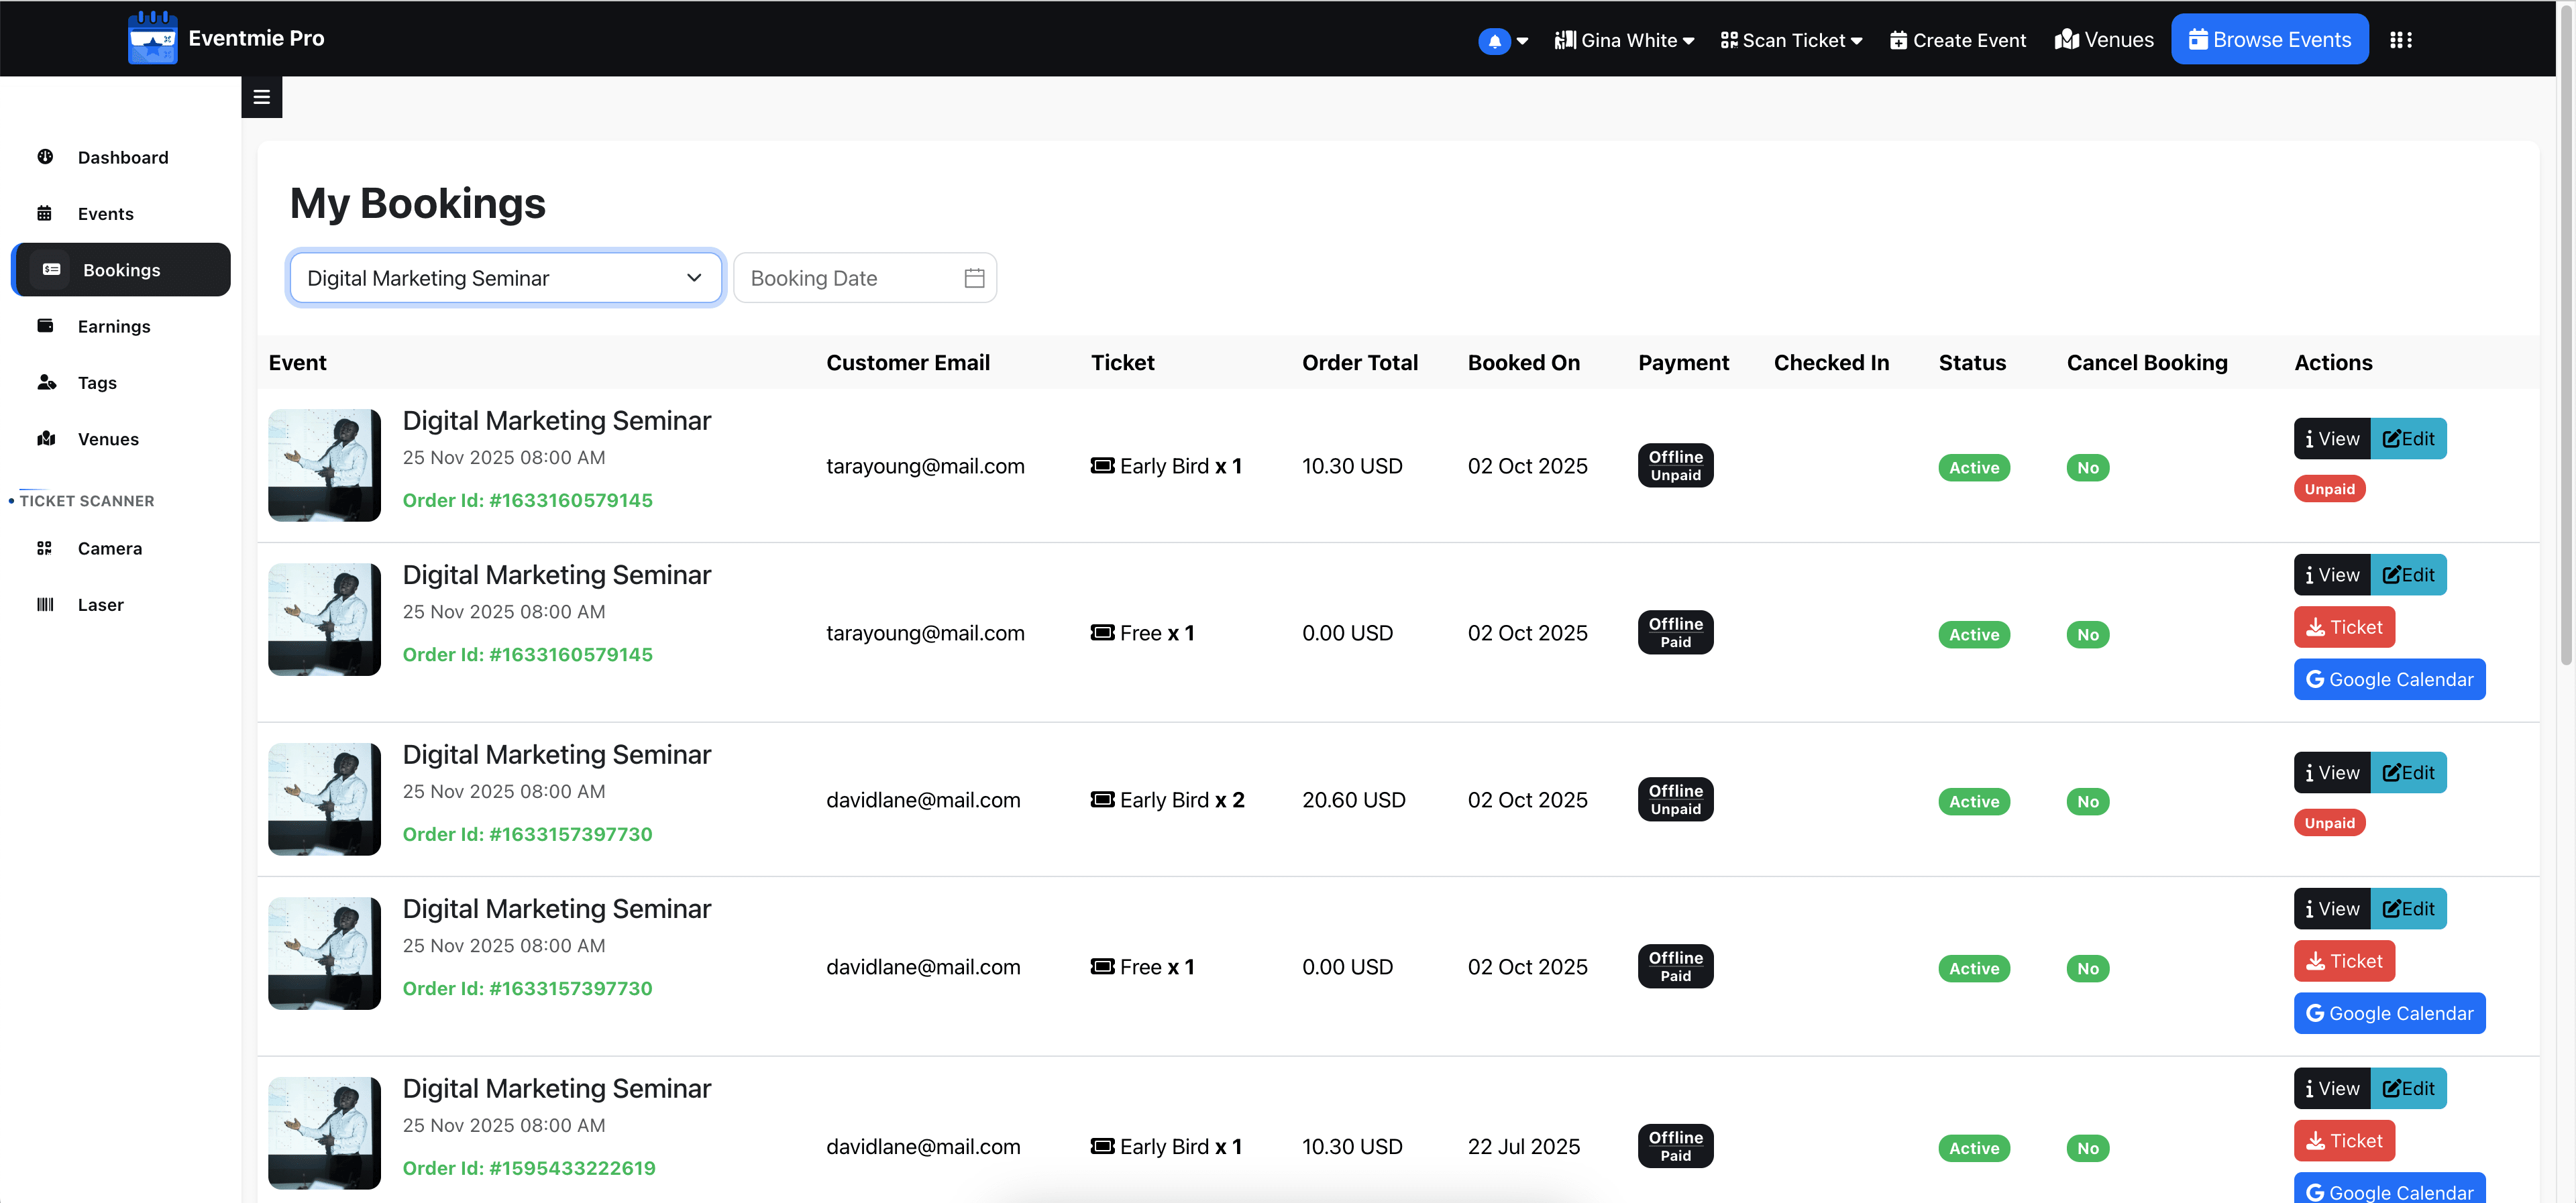 Eventmie Pro
Gina White
Scan Ticket
Create Event
Venues
Browse Events
Dashboard
Events
Bookings
Earnings
Tags
Venues
TICKET SCANNER
Camera
Laser
My Bookings
Digital Marketing Seminar
Booking Date
Event Customer Email Ticket Order Total Booked On Payment Checked In Status Cancel Booking Actions
Digital Marketing Seminar
25 Nov 2025 08:00 AM
Order Id: #1633160579145
tarayoung@mail.com
Early Bird x 1
10.30 USD
02 Oct 2025
Offline
Unpaid
Active
No
View
Edit
Unpaid
Digital Marketing Seminar
25 Nov 2025 08:00 AM
Order Id: #1633160579145
tarayoung@mail.com
Free x 1
0.00 USD
02 Oct 2025
Offline
Paid
Active
No
View
Edit
Ticket
Google Calendar
Digital Marketing Seminar
25 Nov 2025 08:00 AM
Order Id: #1633157397730
davidlane@mail.com
Early Bird x 2
20.60 USD
02 Oct 2025
Offline
Unpaid
Active
No
View
Edit
Unpaid
Digital Marketing Seminar
25 Nov 2025 08:00 AM
Order Id: #1633157397730
davidlane@mail.com
Free x 1
0.00 USD
02 Oct 2025
Offline
Paid
Active
No
View
Edit
Ticket
Google Calendar
Digital Marketing Seminar
25 Nov 2025 08:00 AM
Order Id: #1595433222619
davidlane@mail.com
Early Bird x 1
10.30 USD
22 Jul 2025
Offline
Paid
Active
No
View
Edit
Ticket
Google Calendar